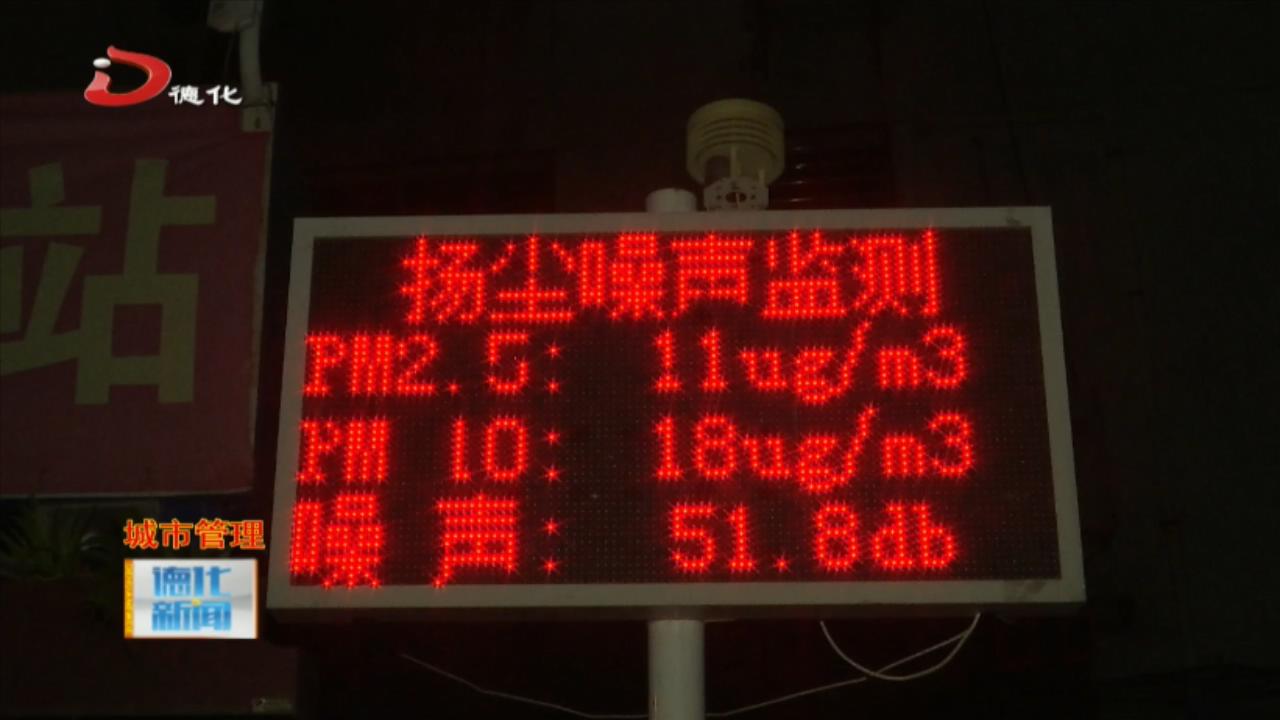 德化
站
扬尘噪声监测
PM2.5: 11ug/m3
PM 10: 18ug/m3
噪 声: 51.8db
城市管理
德化
新闻